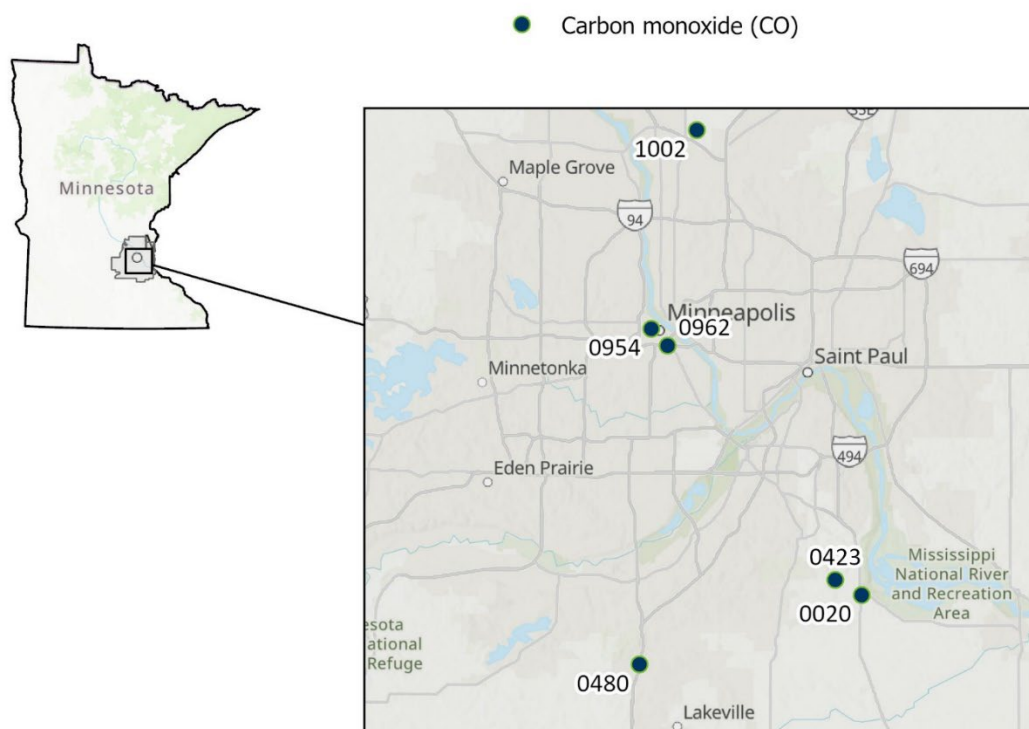 Carbon monoxide (CO)
Minnesota
35E
1002
Maple Grove
94
694
Minneapolis
0962
0954
Saint Paul
Minnetonka
494
Eden Prairie
0423
Mississippi
National River
and Recreation
Area
0020
esota
ational
Refuge
0480
Lakeville